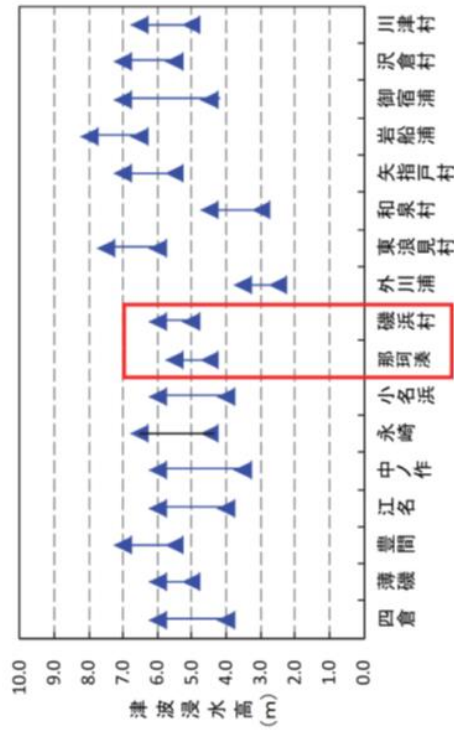 津波浸水高(m)
10.0
9.0
8.0
7.0
6.0
5.0
4.0
3.0
2.0
1.0
0.0
四倉
薄磯
豊間
江名
中ノ作
永崎
小名浜
那珂湊
磯浜村
外川浦
東浪見村
和泉村
矢指戸村
岩船浦
御宿浦
沢倉村
川津村